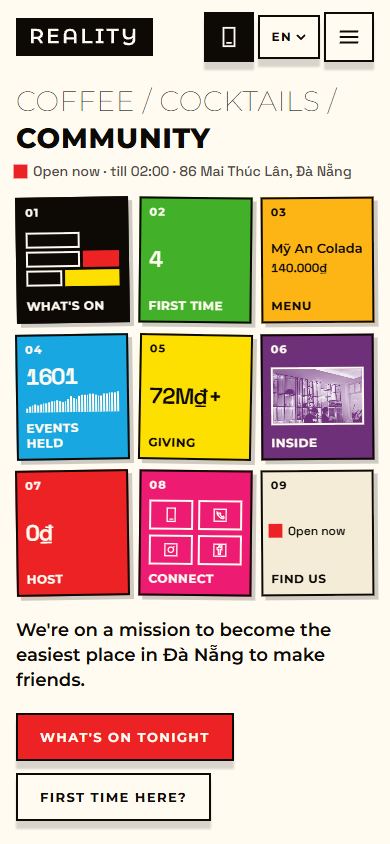 REALITY
EN
COFFEE / COCKTAILS /
COMMUNITY
Open now · till 02:00 · 86 Mai Thúc Lân, Đà Nẵng
01
WHAT'S ON
02
4
FIRST TIME
03
Mỹ An Colada
140.000₫
MENU
04
1601
EVENTS
HELD
05
72M₫+
GIVING
06
INSIDE
07
0₫
HOST
08
CONNECT
09
Open now
FIND US
We're on a mission to become the
easiest place in Đà Nẵng to make
friends.
WHAT'S ON TONIGHT
FIRST TIME HERE?